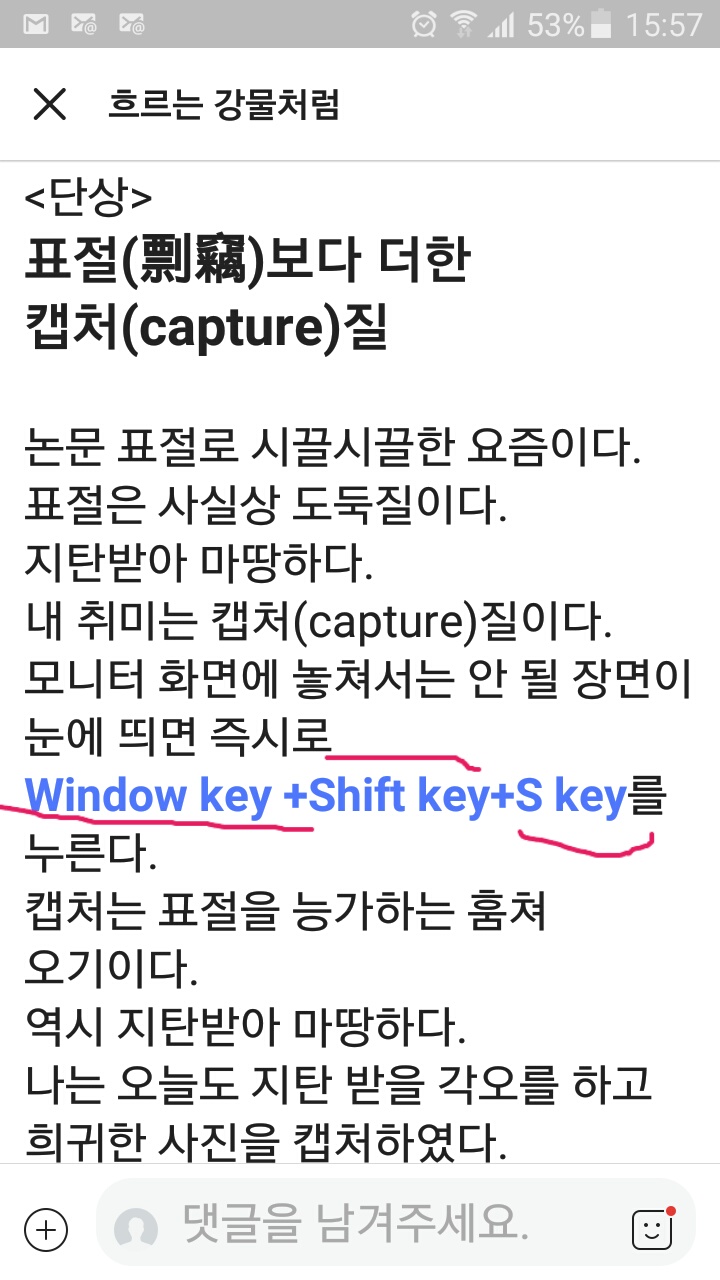 53% 15:57
흐르는 강물처럼
<단상>
표절(剽竊)보다 더한
캡처(capture)질
논문 표절로 시끌시끌한 요즘이다.
표절은 사실상 도둑질이다.
지탄받아 마땅하다.
내 취미는 캡처(capture)질이다.
모니터 화면에 놓쳐서는 안 될 장면이
눈에 띄면 즉시로
Window key +Shift key+S key를
누른다.
캡처는 표절을 능가하는 훔쳐
오기이다.
역시 지탄받아 마땅하다.
나는 오늘도 지탄 받을 각오를 하고
희귀한 사진을 캡처하였다.
댓글을 남겨주세요.